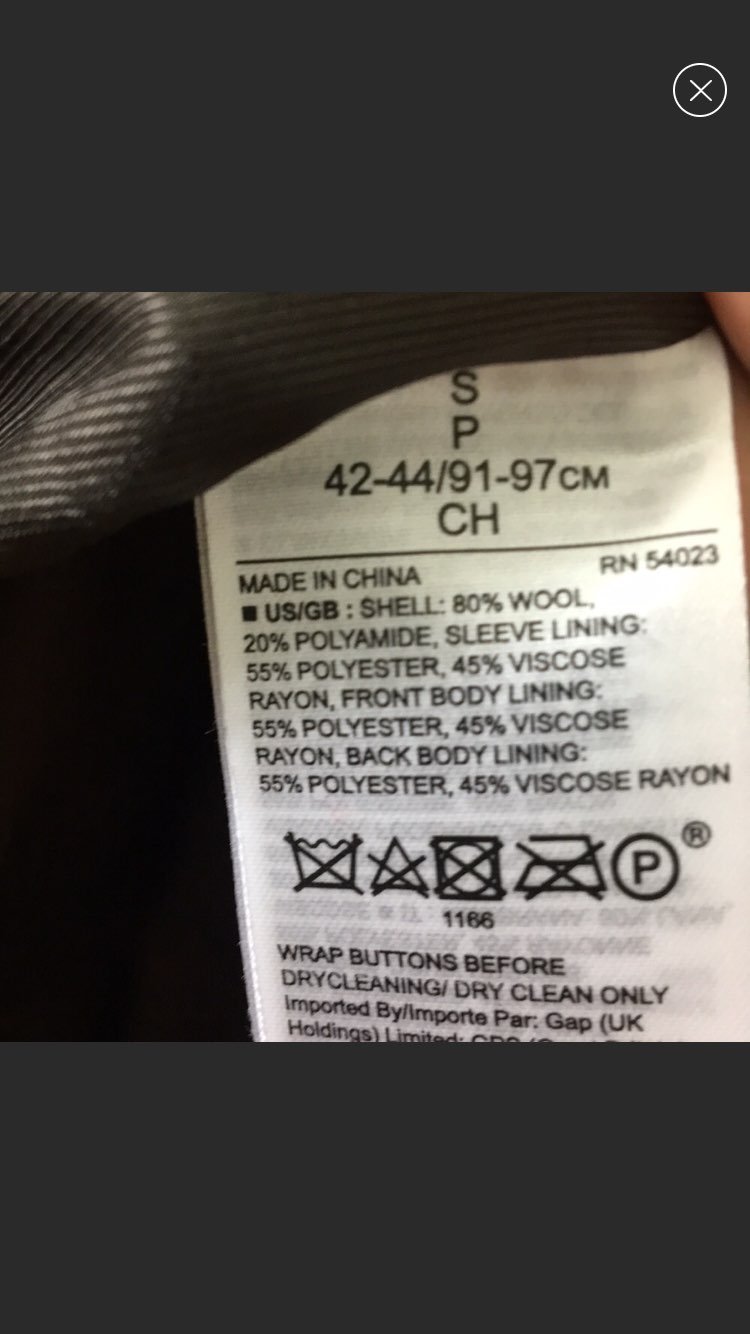 S
P
42-44/91-97CM
CH
RN 54023
MADE IN CHINA
■ US/GB : SHELL: 80% WOOL,
20% POLYAMIDE, SLEEVE LINING:
55% POLYESTER, 45% VISCOSE
RAYON, FRONT BODY LINING:
55% POLYESTER, 45% VISCOSE
RAYON, BACK BODY LINING:
55% POLYESTER, 45% VISCOSE RAYON
P ®
1166
WRAP BUTTONS BEFORE
DRYCLEANING/ DRY CLEAN ONLY
Imported By/Importe Par: Gap (UK
Holdings) Limited: